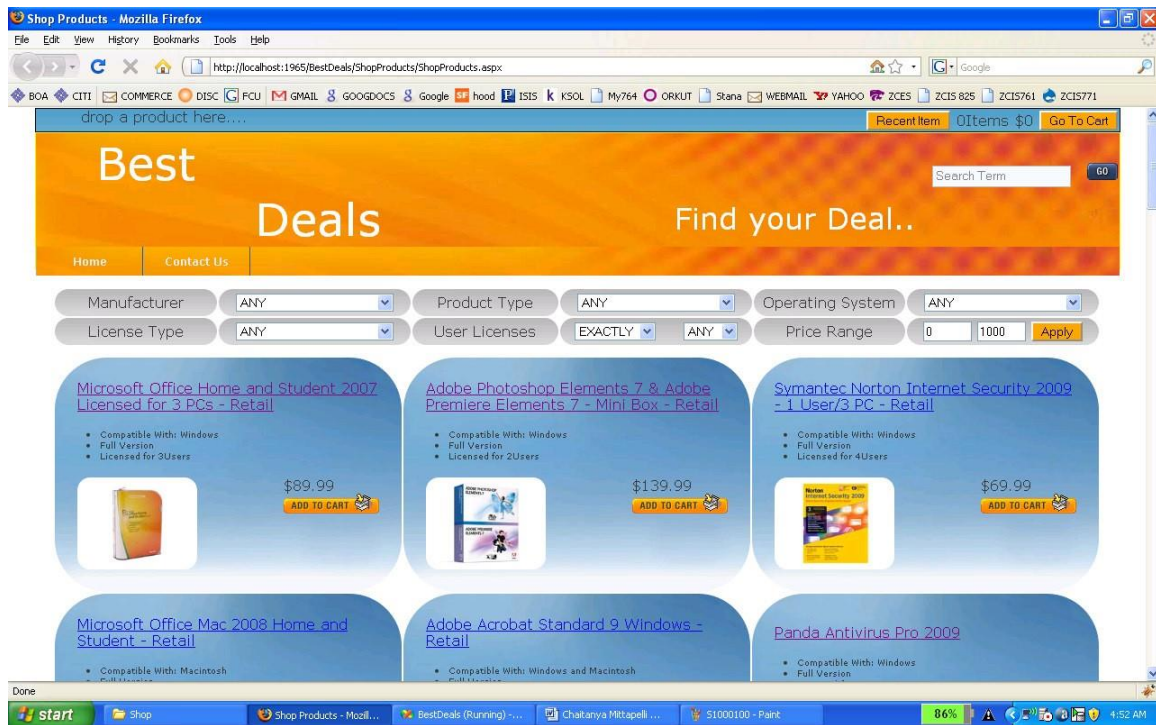 Shop Products - Mozilla Firefox
File Edit View History Bookmarks Tools Help
http://localhost:1965/BestDeals/ShopProducts/ShopProducts.aspx
G Google
BOA CITI COMMERCE DISC FCU GMAIL GOOGDOCS Google hood ISIS KSOL My764 ORKUT Stana WEBMAIL YAHOO ZCES ZCIS 825 ZCIS761 ZCIS771
drop a product here....
Recent Item 0Items $0 Go To Cart
Best
Deals
Search Term GO
Find your Deal..
Home Contact Us
Manufacturer ANY Product Type ANY Operating System ANY
License Type ANY User Licenses EXACTLY ANY Price Range 0 1000 Apply
Microsoft Office Home and Student 2007
Licensed for 3 PCs - Retail
Compatible With: Windows
Full Version
Licensed for 3Users
$89.99
ADD TO CART
Adobe Photoshop Elements 7 & Adobe
Premiere Elements 7 - Mini Box - Retail
Compatible With: Windows
Full Version
Licensed for 2Users
$139.99
ADD TO CART
Symantec Norton Internet Security 2009
- 1 User/3 PC - Retail
Compatible With: Windows
Full Version
Licensed for 4Users
Norton
Internet Security 2009
$69.99
ADD TO CART
Microsoft Office Mac 2008 Home and
Student - Retail
Compatible With: Macintosh
Adobe Acrobat Standard 9 Windows -
Retail
Compatible With: Windows and Macintosh
Panda Antivirus Pro 2009
Compatible With: Windows
Full Version
Done
start Shop Shop Products - Mozill... BestDeals (Running) -... Chaitanya Mittapelli ... S1000100 - Paint 86% 4:52 AM